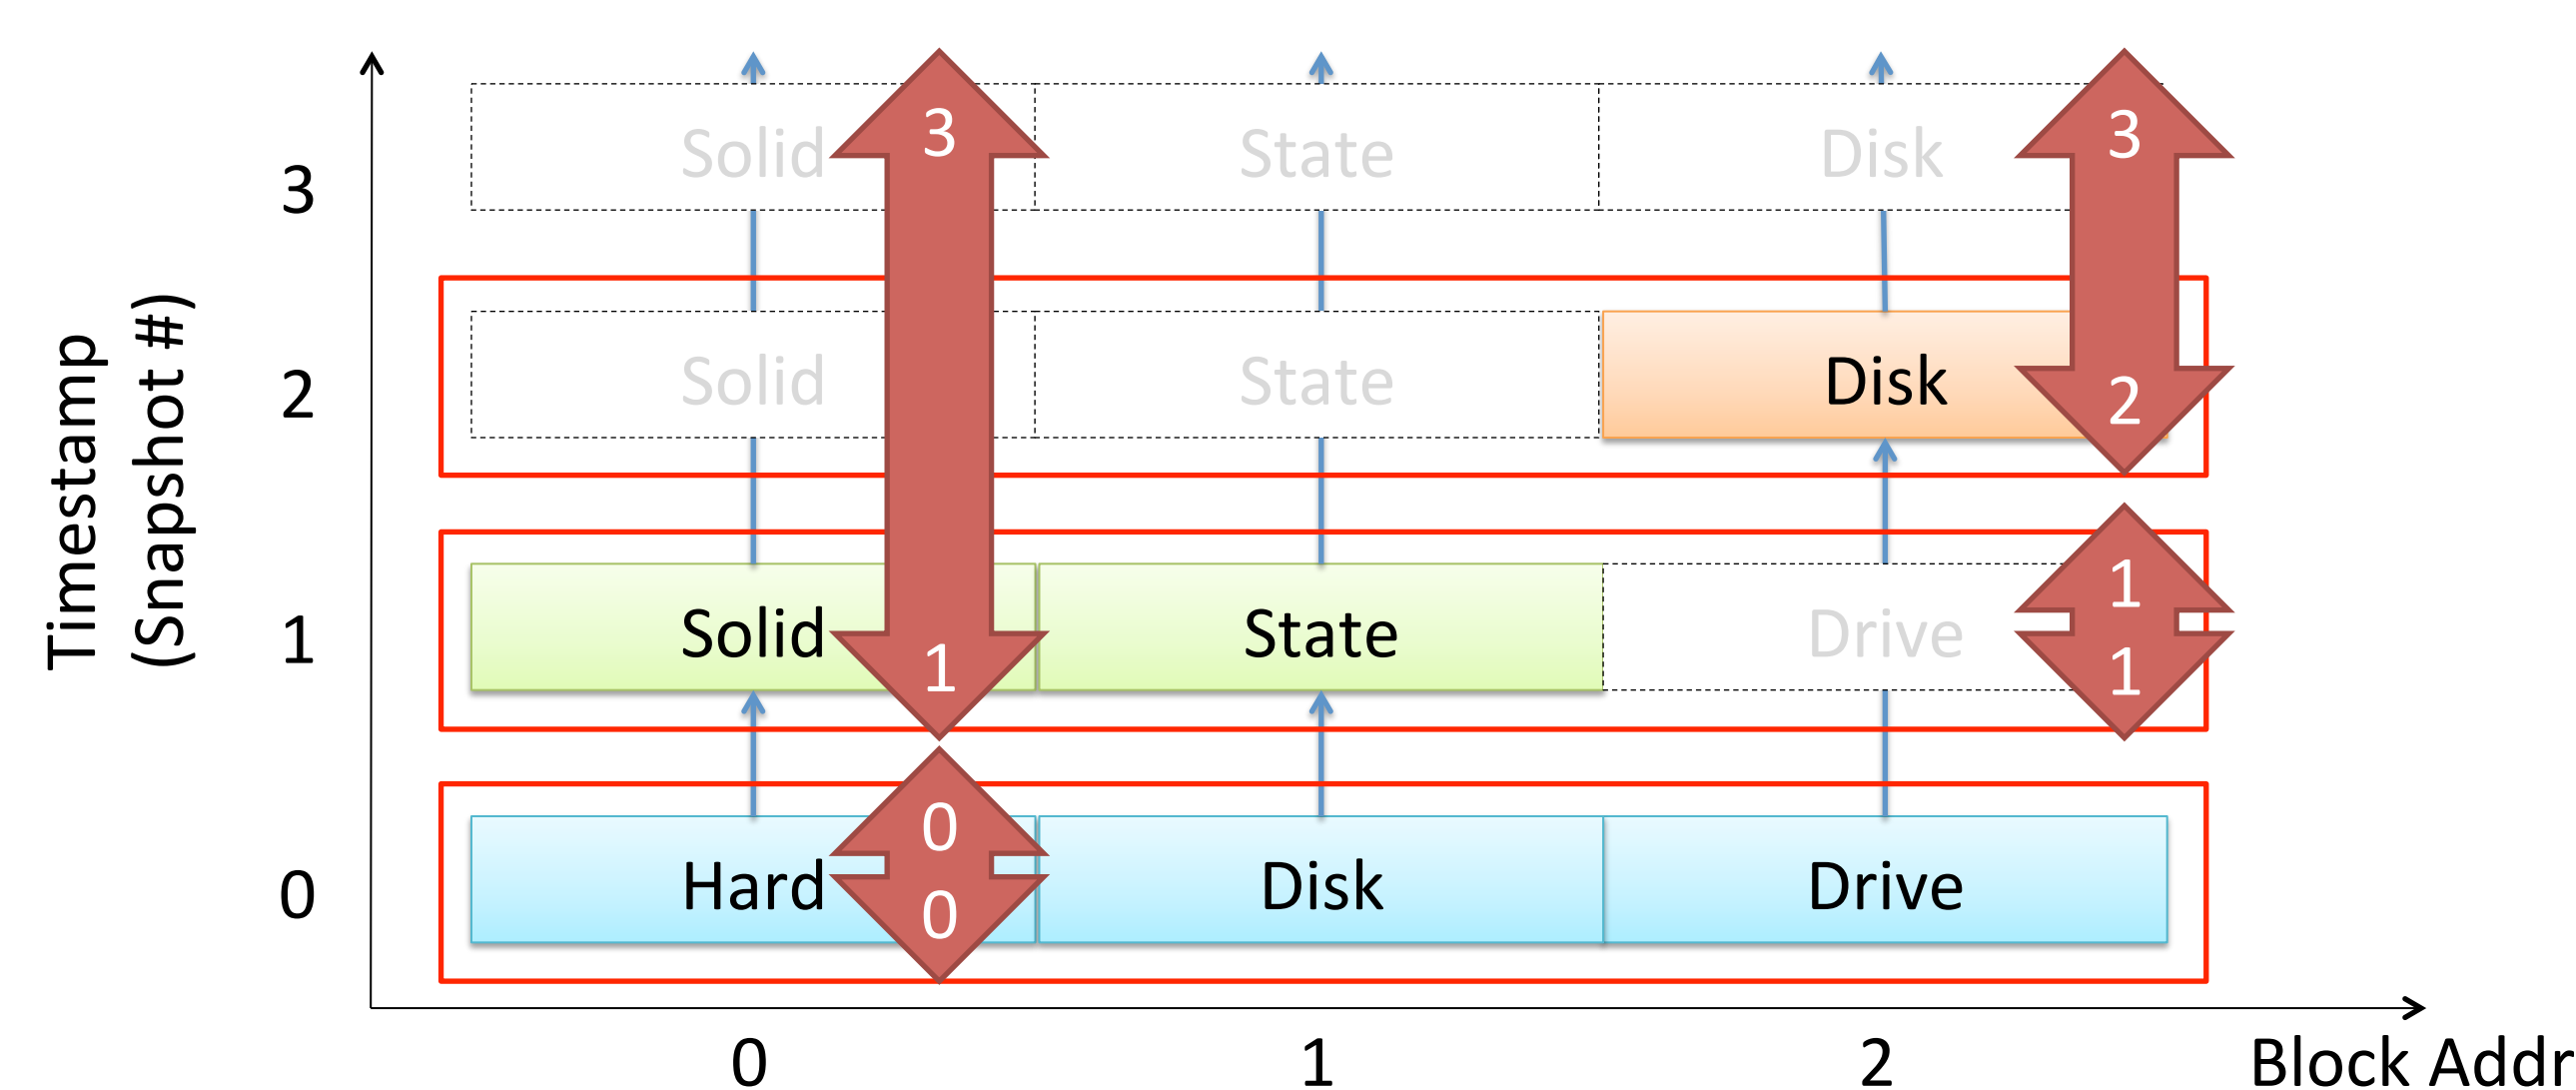 Timestamp
(Snapshot #)
3
Solid
3
State
Disk
3
2
Solid
State
Disk
2
1
Solid
1
State
Drive
1
1
0
Hard
0
0
Disk
Drive
0
1
2
Block Addr